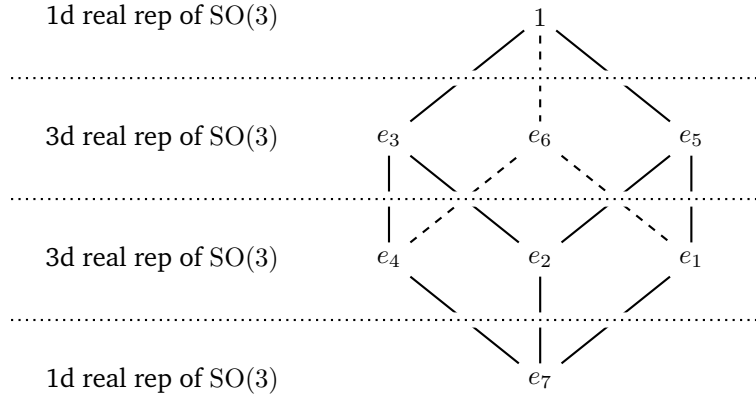 1d real rep of SO(3) 1
3d real rep of SO(3) e₃ e₆ e₅
3d real rep of SO(3) e₄ e₂ e₁
1d real rep of SO(3) e₇